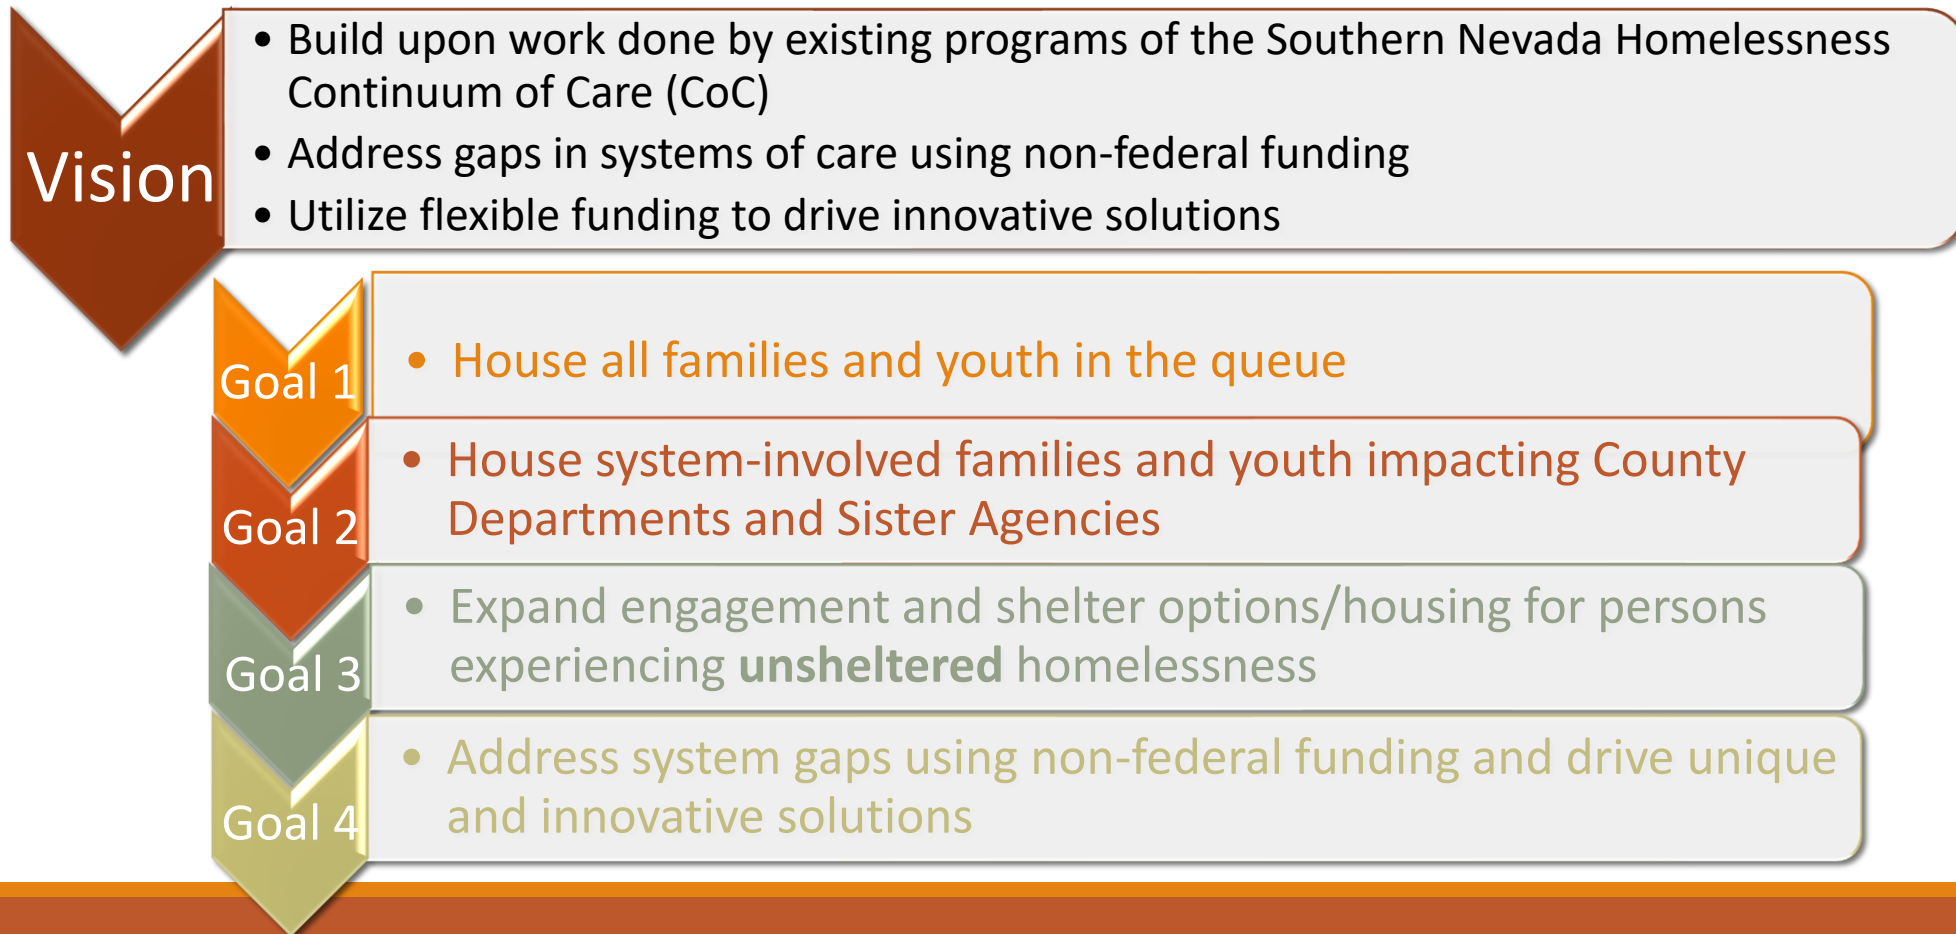 Vision
• Build upon work done by existing programs of the Southern Nevada Homelessness
Continuum of Care (CoC)
• Address gaps in systems of care using non-federal funding
• Utilize flexible funding to drive innovative solutions
Goal 1
• House all families and youth in the queue
Goal 2
• House system-involved families and youth impacting County
Departments and Sister Agencies
Goal 3
• Expand engagement and shelter options/housing for persons
experiencing unsheltered homelessness
Goal 4
• Address system gaps using non-federal funding and drive unique
and innovative solutions